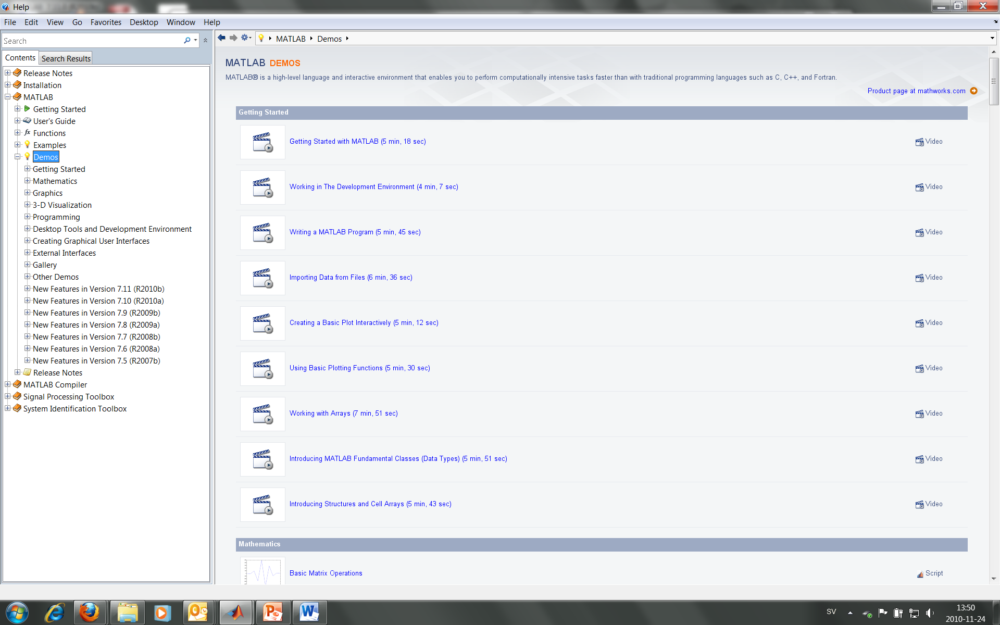 Help
File Edit View Go Favorites Desktop Window Help
Search
MATLAB Demos
Contents Search Results
Release Notes
Installation
MATLAB
Getting Started
User's Guide
fx Functions
Examples
Demos
Getting Started
Mathematics
Graphics
3-D Visualization
Programming
Desktop Tools and Development Environment
Creating Graphical User Interfaces
External Interfaces
Gallery
Other Demos
New Features in Version 7.11 (R2010b)
New Features in Version 7.10 (R2010a)
New Features in Version 7.9 (R2009b)
New Features in Version 7.8 (R2009a)
New Features in Version 7.7 (R2008b)
New Features in Version 7.6 (R2008a)
New Features in Version 7.5 (R2007b)
Release Notes
MATLAB Compiler
Signal Processing Toolbox
System Identification Toolbox
MATLAB DEMOS
MATLAB® is a high-level language and interactive environment that enables you to perform computationally intensive tasks faster than with traditional programming languages such as C, C++, and Fortran.
Product page at mathworks.com
Getting Started
Getting Started with MATLAB (5 min, 18 sec) Video
Working in The Development Environment (4 min, 7 sec) Video
Writing a MATLAB Program (5 min, 45 sec) Video
Importing Data from Files (6 min, 36 sec) Video
Creating a Basic Plot Interactively (5 min, 12 sec) Video
Using Basic Plotting Functions (5 min, 30 sec) Video
Working with Arrays (7 min, 51 sec) Video
Introducing MATLAB Fundamental Classes (Data Types) (5 min, 51 sec) Video
Introducing Structures and Cell Arrays (5 min, 43 sec) Video
Mathematics
Basic Matrix Operations Script
SV
13:50
2010-11-24